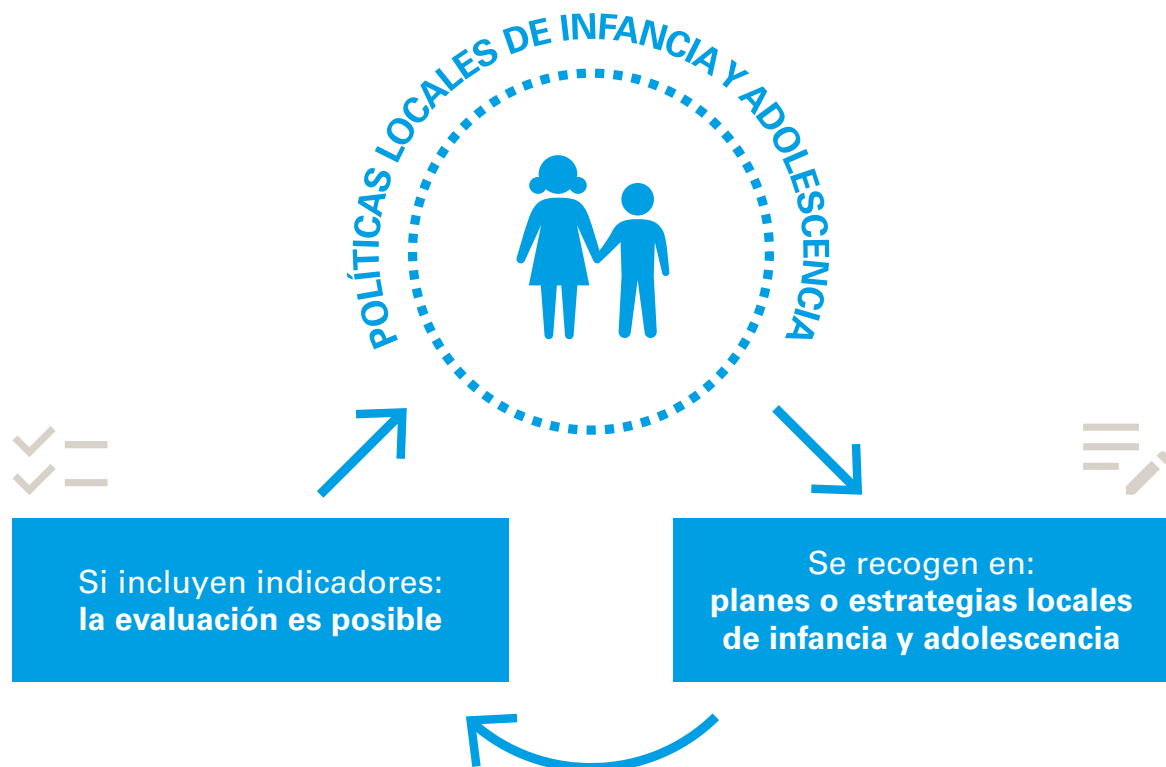 POLÍTICAS LOCALES DE INFANCIA Y ADOLESCENCIA
Si incluyen indicadores:
la evaluación es posible
Se recogen en:
planes o estrategias locales
de infancia y adolescencia